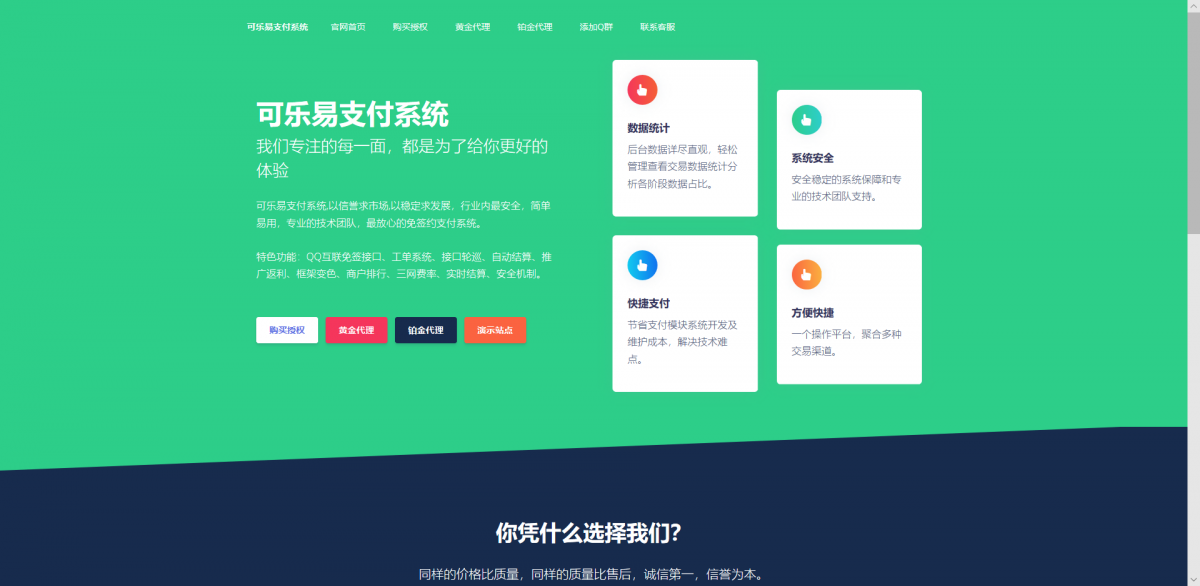 可乐易支付系统 官网首页 购买授权 黄金代理 铂金代理 添加Q群 联系客服
可乐易支付系统
我们专注的每一面，都是为了给你更好的
体验
可乐易支付系统,以信誉求市场,以稳定求发展，行业内最安全，简单
易用，专业的技术团队，最放心的免签约支付系统。
特色功能：QQ互联免签接口、工单系统、接口轮巡、自动结算、推
广返利、框架变色、商户排行、三网费率、实时结算、安全机制。
购买授权 黄金代理 铂金代理 演示站点
数据统计
后台数据详尽直观，轻松
管理查看交易数据统计分
析各阶段数据占比。
系统安全
安全稳定的系统保障和专
业的技术团队支持。
快捷支付
节省支付模块系统开发及
维护成本，解决技术难
点。
方便快捷
一个操作平台，聚合多种
交易渠道。
你凭什么选择我们？
同样的价格比质量，同样的质量比售后，诚信第一，信誉为本。